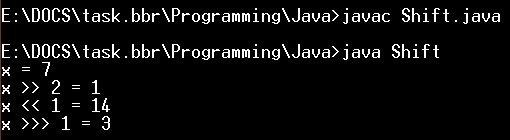 E:\DOCS\task.bbr\Programming\Java>javac Shift.java
E:\DOCS\task.bbr\Programming\Java>java Shift
x = 7
x >> 2 = 1
x << 1 = 14
x >>> 1 = 3